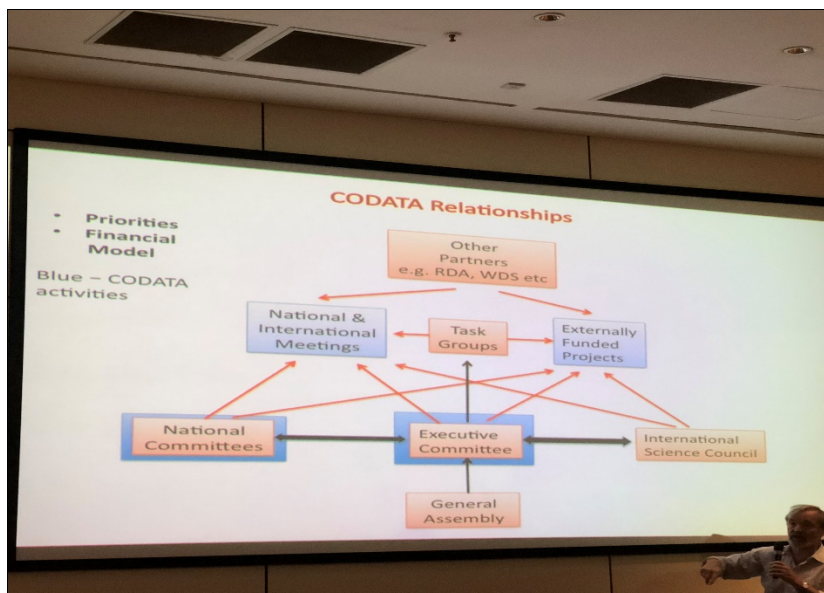 CODATA Relationships
• Priorities
• Financial
Model
Blue – CODATA
activities
Other
Partners
e.g. RDA, WDS etc
National &
International
Meetings
Task
Groups
Externally
Funded
Projects
National
Committees
Executive
Committee
International
Science Council
General
Assembly